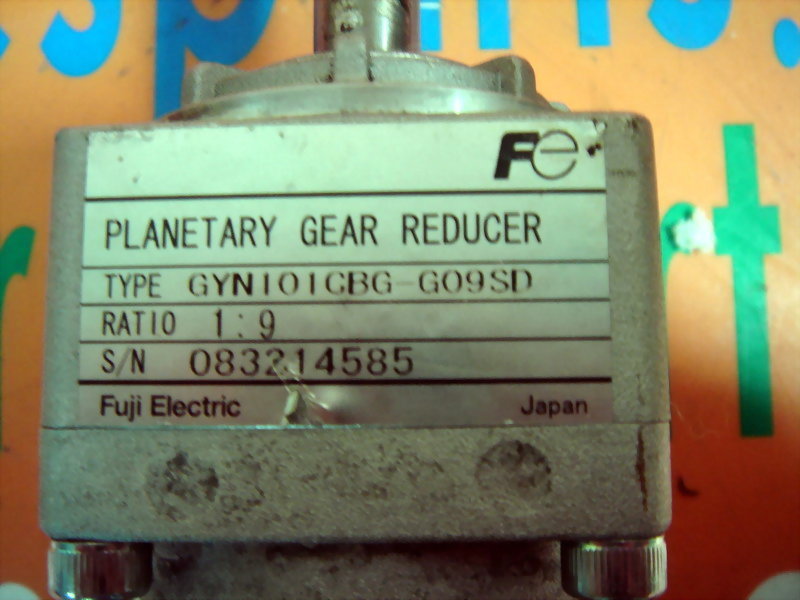 Fe
PLANETARY GEAR REDUCER
TYPE GYN101CBG-G09SD
RATIO 1:9
S/N 083214585
Fuji Electric Japan